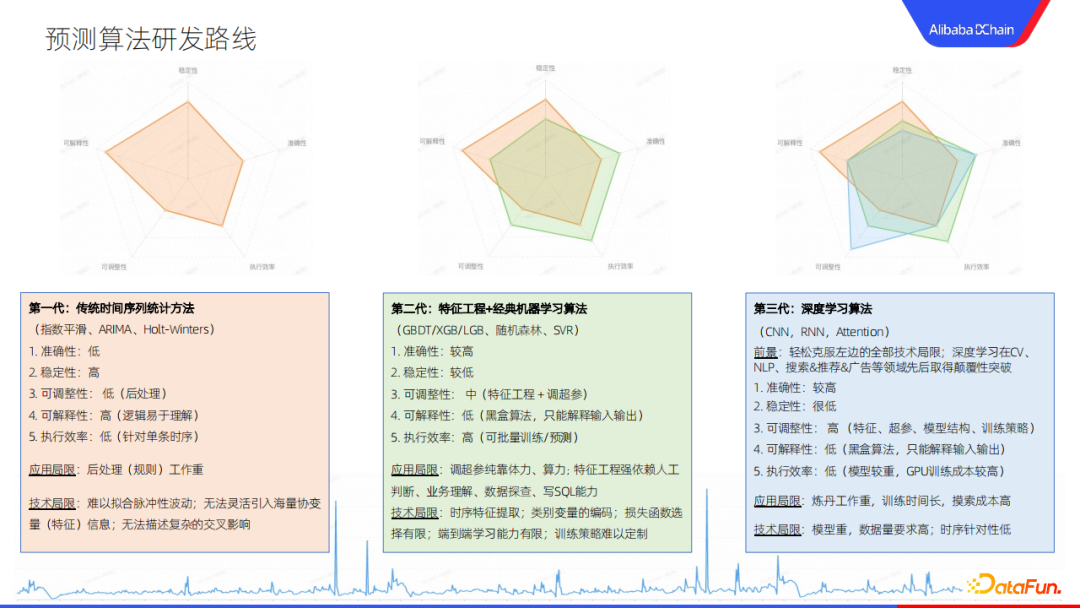 预测算法研发路线
Alibaba DChain
稳定性
可解释性
准确性
可调整性
执行效率
稳定性
可解释性
准确性
可调整性
执行效率
稳定性
可解释性
准确性
可调整性
执行效率
第一代：传统时间序列统计方法
（指数平滑、ARIMA、Holt-Winters）
1. 准确性：低
2. 稳定性：高
3. 可调整性： 低（后处理）
4. 可解释性：高（逻辑易于理解）
5. 执行效率：低（针对单条时序）
应用局限：后处理（规则）工作重
技术局限：难以拟合脉冲性波动；无法灵活引入海量协变
量（特征）信息；无法描述复杂的交叉影响
第二代：特征工程+经典机器学习算法
（GBDT/XGB/LGB、随机森林、SVR）
1. 准确性：较高
2. 稳定性：较低
3. 可调整性： 中（特征工程 + 调超参）
4. 可解释性：低（黑盒算法，只能解释输入输出）
5. 执行效率：高（可批量训练/预测）
应用局限：调超参纯靠体力、算力; 特征工程强依赖人工
判断、业务理解、数据探查、写SQL能力
技术局限：时序特征提取；类别变量的编码；损失函数选
择有限；端到端学习能力有限；训练策略难以定制
第三代：深度学习算法
（CNN，RNN，Attention）
前景：轻松克服左边的全部技术局限；深度学习在CV、
NLP、搜索&推荐&广告等领域先后取得颠覆性突破
1. 准确性：较高
2. 稳定性：很低
3. 可调整性： 高 （特征、超参、模型结构、训练策略）
4. 可解释性：低（黑盒算法，只能解释输入输出）
5. 执行效率：低（模型较重，GPU训练成本较高）
应用局限：炼丹工作重，训练时间长，摸索成本高
技术局限：模型重，数据量要求高；时序针对性低
DataFun.